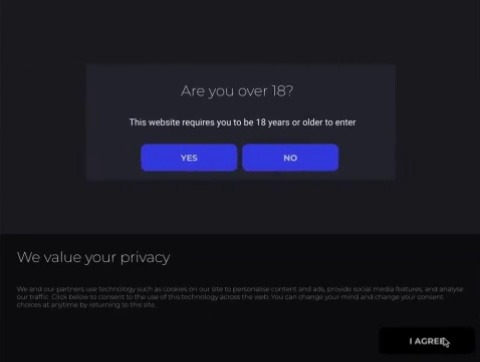 Are you over 18?
This website requires you to be 18 years or older to enter
YES
NO
We value your privacy
We and our partners use technology such as cookies on our site to personalise content and ads, provide social media features, and analyse
our traffic. Click below to consent to the use of this technology across the web. You can change your mind and change your consent
choices at anytime by returning to this site.
I AGREE